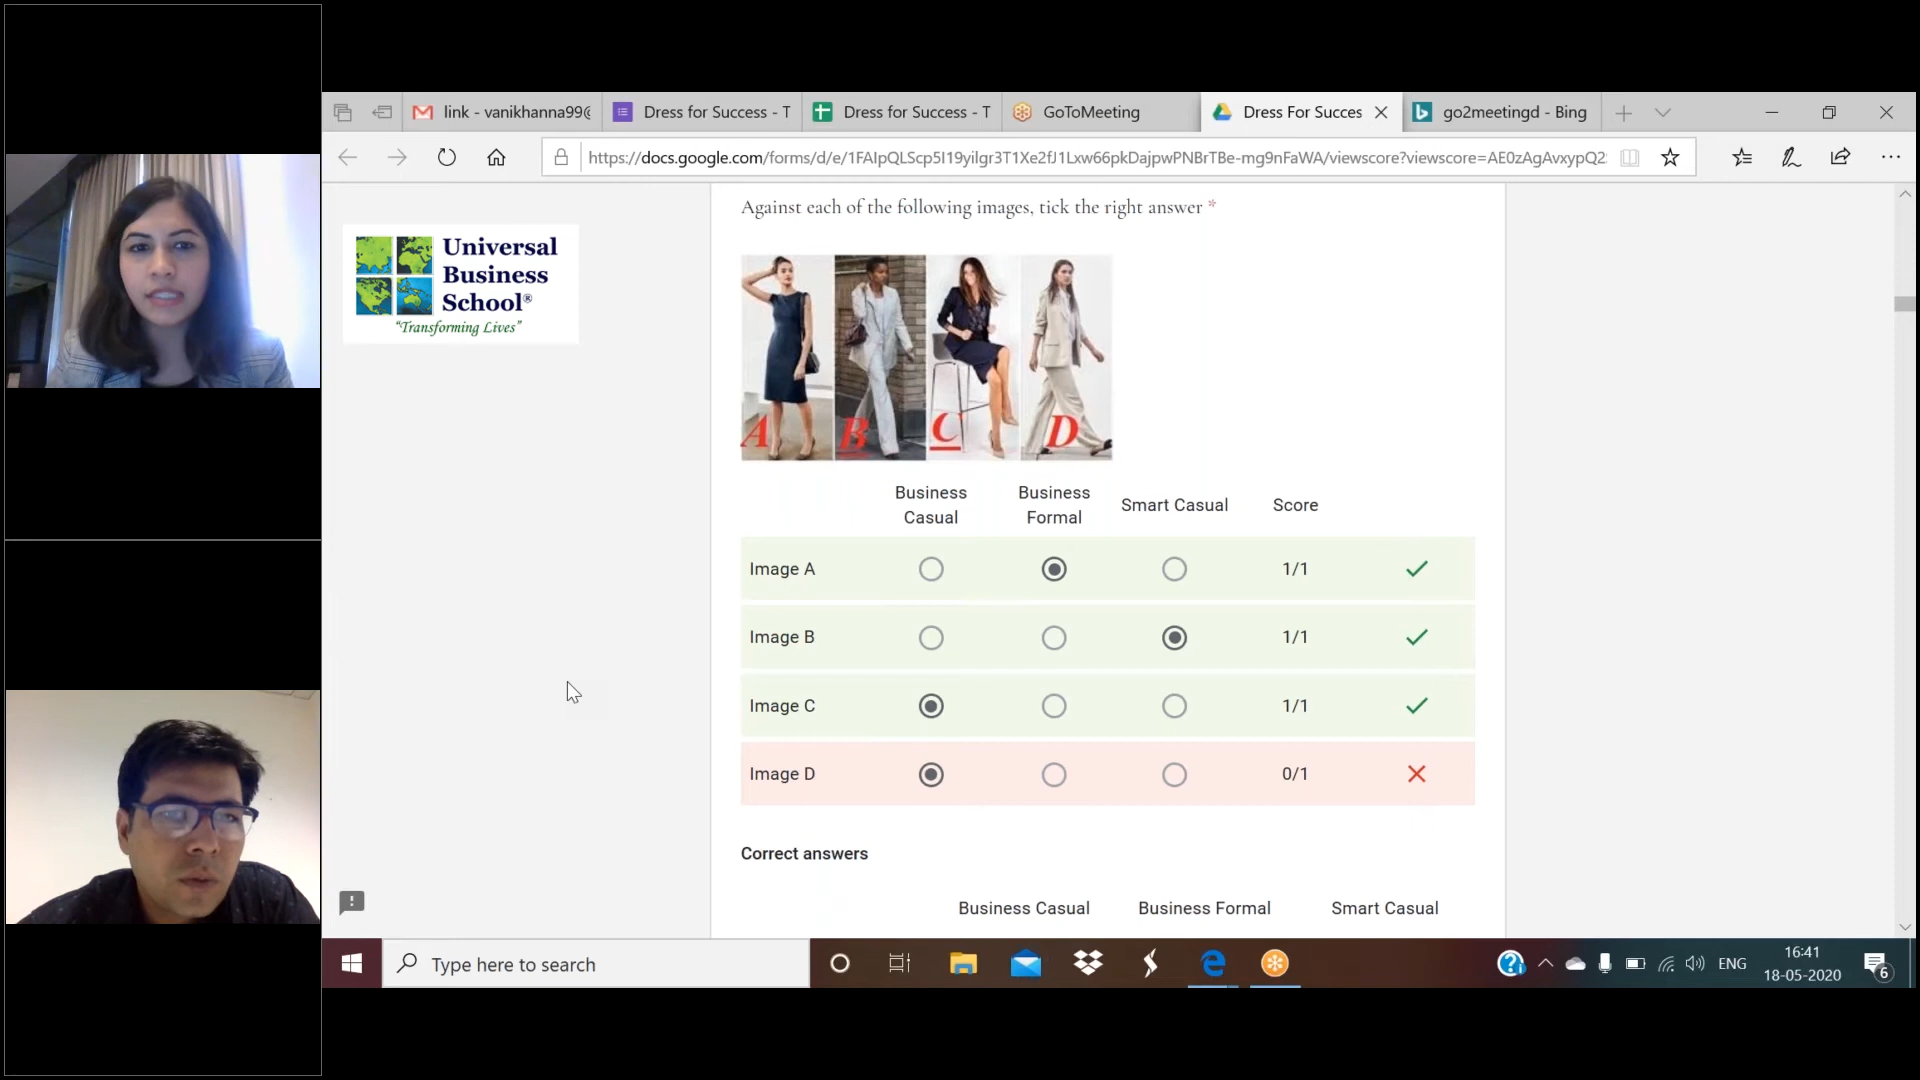 link - vanikhanna99@
Dress for Success - T
Dress for Success - T
GoToMeeting
Dress For Succes
go2meetingd - Bing
https://docs.google.com/forms/d/e/1FAIpQLScp5I19yiIgr3T1Xe2fJ1Lxw66pkDajpwPNBrTBe-mg9nFaWA/viewscore?viewscore=AE0zAgAvxypQ2
Universal
Business
School®
“Transforming Lives”
Against each of the following images, tick the right answer *
A B C D
Business Casual Business Formal Smart Casual Score
Image A 1/1
Image B 1/1
Image C 1/1
Image D 0/1
Correct answers
Business Casual Business Formal Smart Casual
Type here to search
ENG
16:41
18-05-2020
6